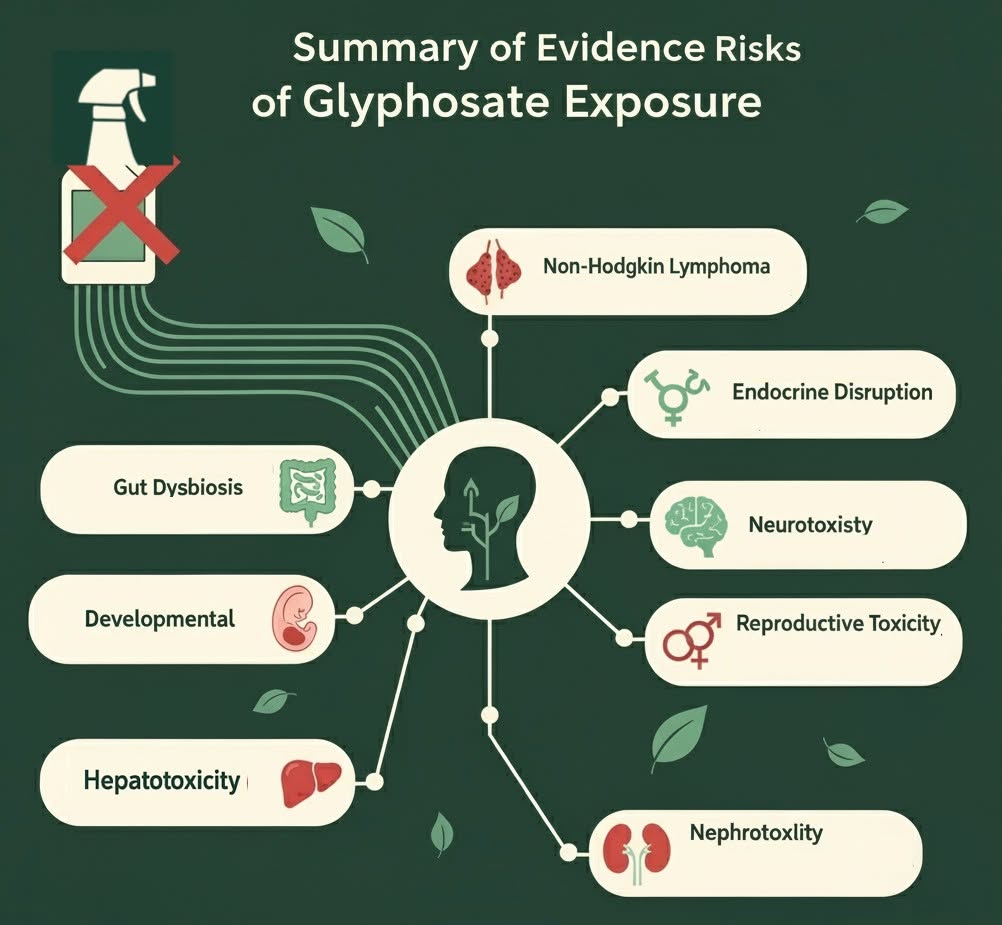 Summary of Evidence Risks
of Glyphosate Exposure
Non-Hodgkin Lymphoma
Endocrine Disruption
Gut Dysbiosis
Neurotoxisty
Developmental
Reproductive Toxicity
Hepatotoxicity
Nephrotoxlity